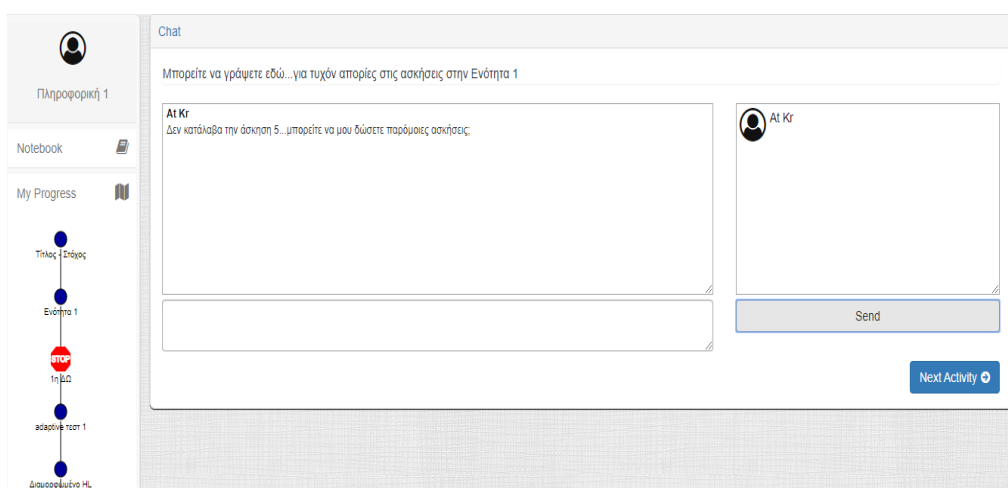 Πληροφορική 1
Notebook
My Progress
Τίτλος - Στόχος
Ενότητα 1
STOP
1η ΔΩ
adaptive τεστ 1
Διαμορφωμένο HL
Chat
Μπορείτε να γράψετε εδώ...για τυχόν απορίες στις ασκήσεις στην Ενότητα 1
At Kr
Δεν κατάλαβα την άσκηση 5...μπορείτε να μου δώσετε παρόμοιες ασκήσεις;
At Kr
Send
Next Activity